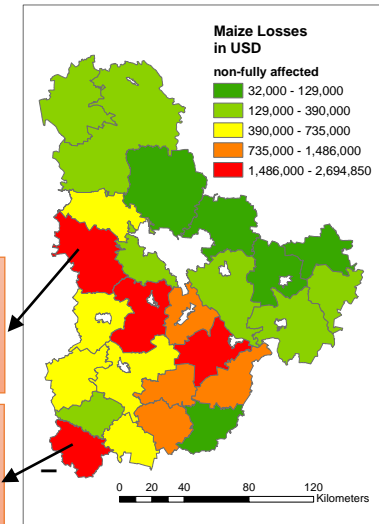 Maize Losses
in USD
non-fully affected
32,000 - 129,000
129,000 - 390,000
390,000 - 735,000
735,000 - 1,486,000
1,486,000 - 2,694,850
0 20 40 80 120
Kilometers